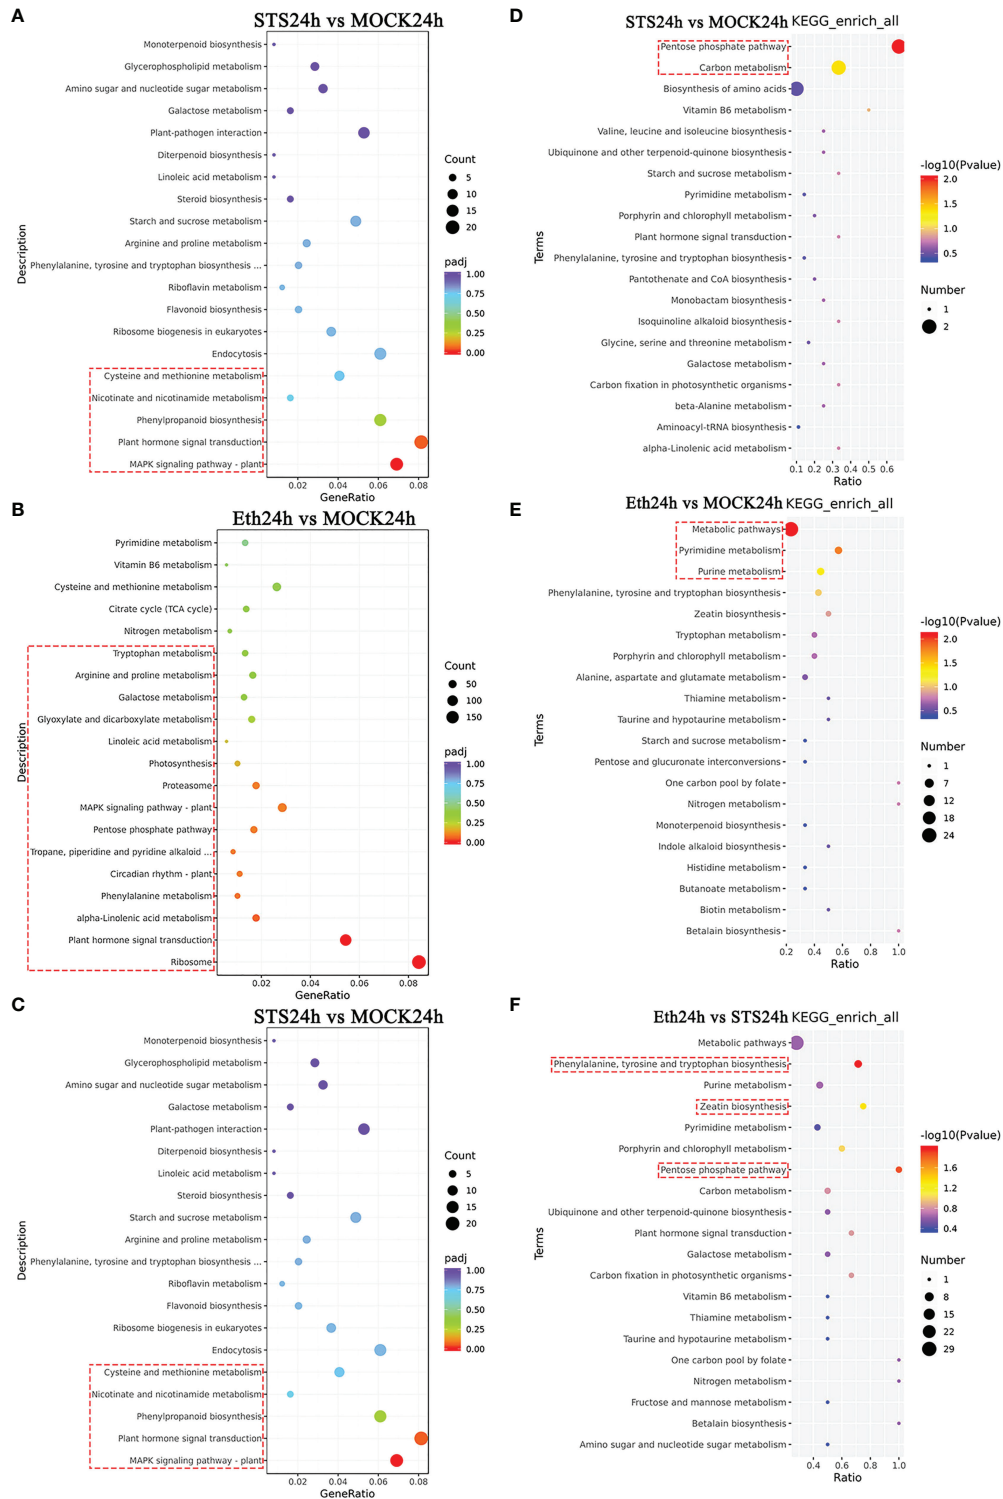 A
STS24h vs MOCK24h
Monoterpenoid biosynthesis
Glycerophospholipid metabolism
Amino sugar and nucleotide sugar metabolism
Galactose metabolism
Plant-pathogen interaction
Diterpenoid biosynthesis
Linoleic acid metabolism
Steroid biosynthesis
Starch and sucrose metabolism
Arginine and proline metabolism
Phenylalanine, tyrosine and tryptophan biosynthesis ...
Riboflavin metabolism
Flavonoid biosynthesis
Ribosome biogenesis in eukaryotes
Endocytosis
Cysteine and methionine metabolism
Nicotinate and nicotinamide metabolism
Phenylpropanoid biosynthesis
Plant hormone signal transduction
MAPK signaling pathway - plant
Description
0.02 0.04 0.06 0.08
GeneRatio
Count
5
10
15
20
padj
1.00
0.75
0.50
0.25
0.00
B
Eth24h vs MOCK24h
Pyrimidine metabolism
Vitamin B6 metabolism
Cysteine and methionine metabolism
Citrate cycle (TCA cycle)
Nitrogen metabolism
Tryptophan metabolism
Arginine and proline metabolism
Galactose metabolism
Glyoxylate and dicarboxylate metabolism
Linoleic acid metabolism
Photosynthesis
Proteasome
MAPK signaling pathway - plant
Pentose phosphate pathway
Tropane, piperidine and pyridine alkaloid ...
Circadian rhythm - plant
Phenylalanine metabolism
alpha-Linolenic acid metabolism
Plant hormone signal transduction
Ribosome
Description
0.02 0.04 0.06 0.08
GeneRatio
Count
50
100
150
padj
1.00
0.75
0.50
0.25
0.00
C
STS24h vs MOCK24h
Monoterpenoid biosynthesis
Glycerophospholipid metabolism
Amino sugar and nucleotide sugar metabolism
Galactose metabolism
Plant-pathogen interaction
Diterpenoid biosynthesis
Linoleic acid metabolism
Steroid biosynthesis
Starch and sucrose metabolism
Arginine and proline metabolism
Phenylalanine, tyrosine and tryptophan biosynthesis ...
Riboflavin metabolism
Flavonoid biosynthesis
Ribosome biogenesis in eukaryotes
Endocytosis
Cysteine and methionine metabolism
Nicotinate and nicotinamide metabolism
Phenylpropanoid biosynthesis
Plant hormone signal transduction
MAPK signaling pathway - plant
Description
0.02 0.04 0.06 0.08
GeneRatio
Count
5
10
15
20
padj
1.00
0.75
0.50
0.25
0.00
D
STS24h vs MOCK24h KEGG_enrich_all
Pentose phosphate pathway
Carbon metabolism
Biosynthesis of amino acids
Vitamin B6 metabolism
Valine, leucine and isoleucine biosynthesis
Ubiquinone and other terpenoid-quinone biosynthesis
Starch and sucrose metabolism
Pyrimidine metabolism
Porphyrin and chlorophyll metabolism
Plant hormone signal transduction
Phenylalanine, tyrosine and tryptophan biosynthesis
Pantothenate and CoA biosynthesis
Monobactam biosynthesis
Isoquinoline alkaloid biosynthesis
Glycine, serine and threonine metabolism
Galactose metabolism
Carbon fixation in photosynthetic organisms
beta-Alanine metabolism
Aminoacyl-tRNA biosynthesis
alpha-Linolenic acid metabolism
Terms
0.1 0.2 0.3 0.4 0.5 0.6
Ratio
-log10(Pvalue)
2.0
1.5
1.0
0.5
Number
1
2
E
Eth24h vs MOCK24h KEGG_enrich_all
Metabolic pathways
Pyrimidine metabolism
Purine metabolism
Phenylalanine, tyrosine and tryptophan biosynthesis
Zeatin biosynthesis
Tryptophan metabolism
Porphyrin and chlorophyll metabolism
Alanine, aspartate and glutamate metabolism
Thiamine metabolism
Taurine and hypotaurine metabolism
Starch and sucrose metabolism
Pentose and glucuronate interconversions
One carbon pool by folate
Nitrogen metabolism
Monoterpenoid biosynthesis
Indole alkaloid biosynthesis
Histidine metabolism
Butanoate metabolism
Biotin metabolism
Betalain biosynthesis
Terms
0.2 0.4 0.6 0.8 1.0
Ratio
-log10(Pvalue)
2.0
1.5
1.0
0.5
Number
1
7
12
18
24
F
Eth24h vs STS24h KEGG_enrich_all
Metabolic pathways
Phenylalanine, tyrosine and tryptophan biosynthesis
Purine metabolism
Zeatin biosynthesis
Pyrimidine metabolism
Porphyrin and chlorophyll metabolism
Pentose phosphate pathway
Carbon metabolism
Ubiquinone and other terpenoid-quinone biosynthesis
Plant hormone signal transduction
Galactose metabolism
Carbon fixation in photosynthetic organisms
Vitamin B6 metabolism
Thiamine metabolism
Taurine and hypotaurine metabolism
One carbon pool by folate
Nitrogen metabolism
Fructose and mannose metabolism
Betalain biosynthesis
Amino sugar and nucleotide sugar metabolism
Terms
0.4 0.6 0.8 1.0
Ratio
-log10(Pvalue)
1.6
1.2
0.8
0.4
Number
1
8
15
22
29